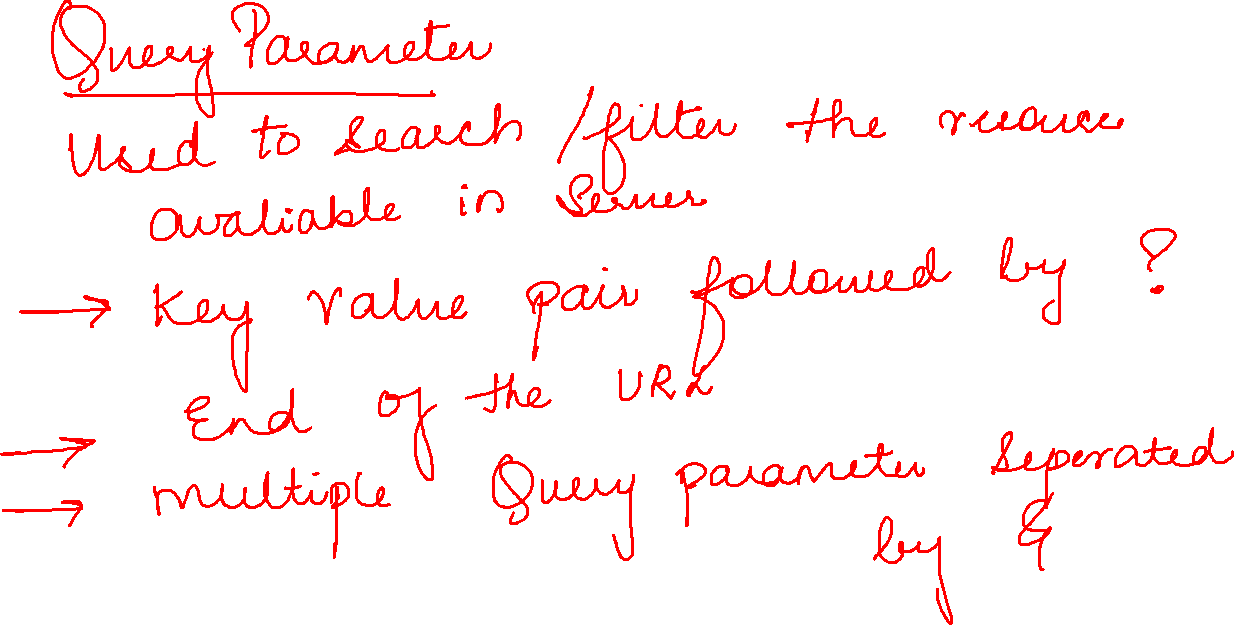 Query Parameter
Used to search / filter the resource
avaliable in Server
→ Key value pair followed by ?
→ End of the URL
→ multiple Query parameter Seperated
by &